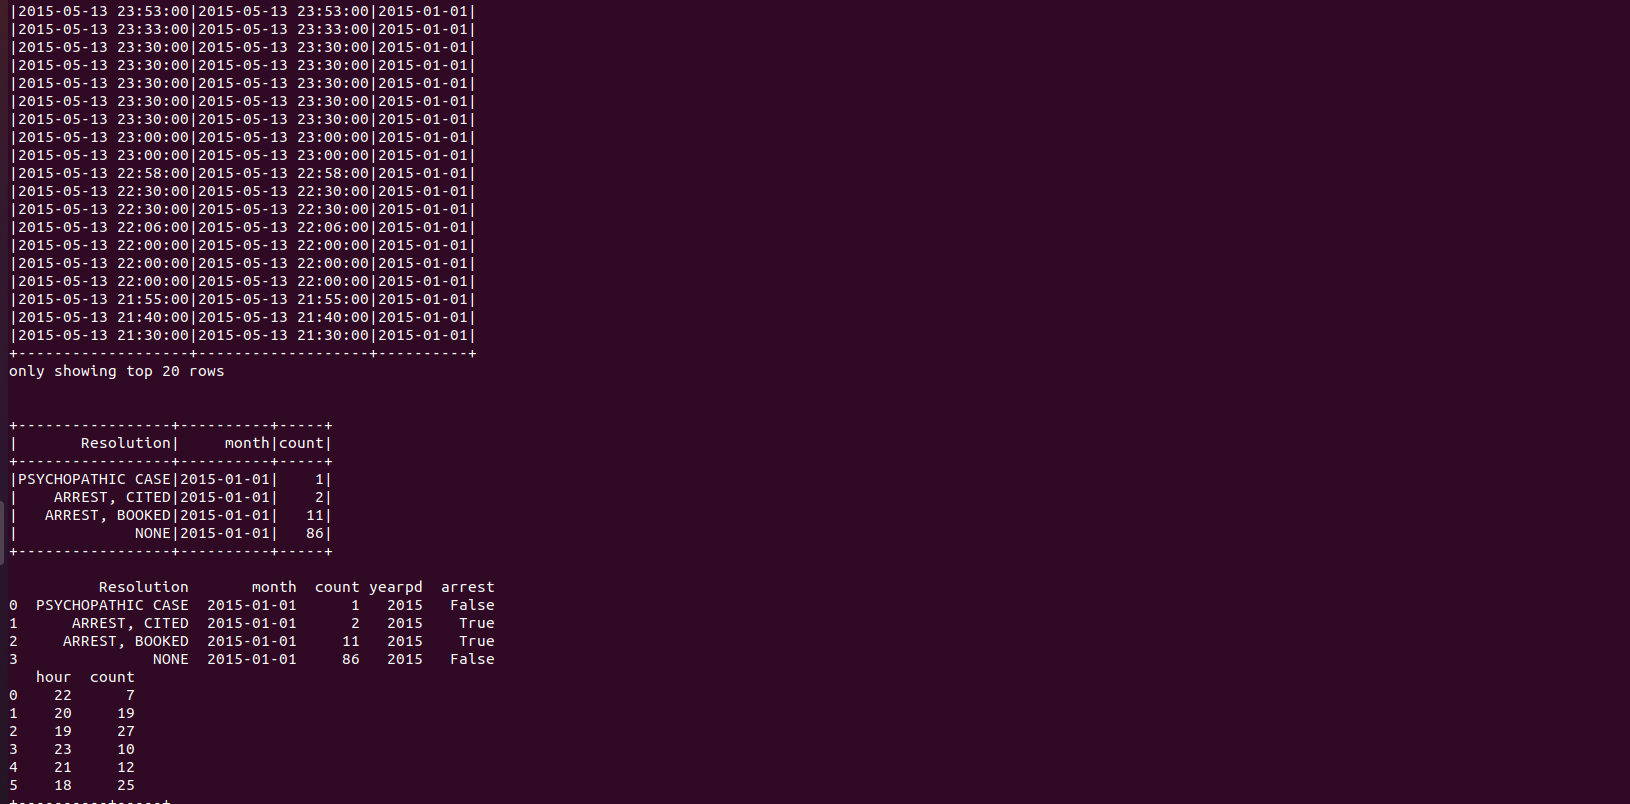 |2015-05-13 23:53:00|2015-05-13 23:53:00|2015-01-01|
|2015-05-13 23:33:00|2015-05-13 23:33:00|2015-01-01|
|2015-05-13 23:30:00|2015-05-13 23:30:00|2015-01-01|
|2015-05-13 23:30:00|2015-05-13 23:30:00|2015-01-01|
|2015-05-13 23:30:00|2015-05-13 23:30:00|2015-01-01|
|2015-05-13 23:30:00|2015-05-13 23:30:00|2015-01-01|
|2015-05-13 23:30:00|2015-05-13 23:30:00|2015-01-01|
|2015-05-13 23:00:00|2015-05-13 23:00:00|2015-01-01|
|2015-05-13 23:00:00|2015-05-13 23:00:00|2015-01-01|
|2015-05-13 22:58:00|2015-05-13 22:58:00|2015-01-01|
|2015-05-13 22:30:00|2015-05-13 22:30:00|2015-01-01|
|2015-05-13 22:30:00|2015-05-13 22:30:00|2015-01-01|
|2015-05-13 22:06:00|2015-05-13 22:06:00|2015-01-01|
|2015-05-13 22:00:00|2015-05-13 22:00:00|2015-01-01|
|2015-05-13 22:00:00|2015-05-13 22:00:00|2015-01-01|
|2015-05-13 22:00:00|2015-05-13 22:00:00|2015-01-01|
|2015-05-13 21:55:00|2015-05-13 21:55:00|2015-01-01|
|2015-05-13 21:40:00|2015-05-13 21:40:00|2015-01-01|
|2015-05-13 21:30:00|2015-05-13 21:30:00|2015-01-01|
+-------------------+-------------------+----------+
only showing top 20 rows
+-----------------+----------+-----+
|       Resolution|     month|count|
+-----------------+----------+-----+
|PSYCHOPATHIC CASE|2015-01-01|    1|
|    ARREST, CITED|2015-01-01|    2|
|   ARREST, BOOKED|2015-01-01|   11|
|             NONE|2015-01-01|   86|
+-----------------+----------+-----+
          Resolution       month  count yearpd  arrest
0  PSYCHOPATHIC CASE  2015-01-01      1   2015   False
1      ARREST, CITED  2015-01-01      2   2015    True
2     ARREST, BOOKED  2015-01-01     11   2015    True
3               NONE  2015-01-01     86   2015   False
   hour  count
0    22      7
1    20     19
2    19     27
3    23     10
4    21     12
5    18     25
+----------+-----+